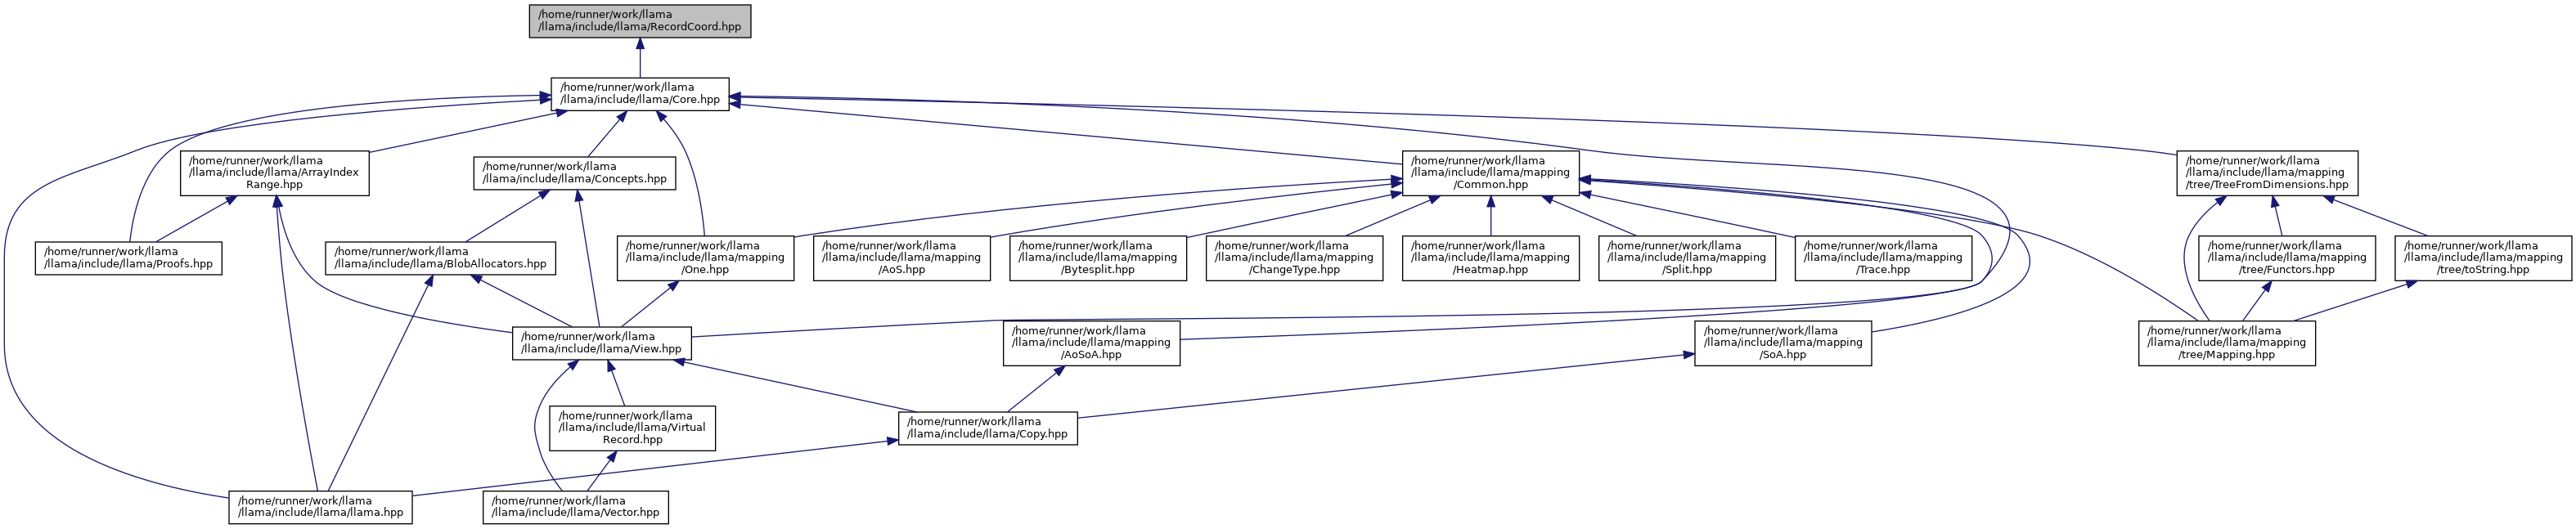 /home/runner/work/llama
/llama/include/llama/RecordCoord.hpp
/home/runner/work/llama
/llama/include/llama/Core.hpp
/home/runner/work/llama
/llama/include/llama/ArrayIndex
Range.hpp
/home/runner/work/llama
/llama/include/llama/Concepts.hpp
/home/runner/work/llama
/llama/include/llama/mapping
/Common.hpp
/home/runner/work/llama
/llama/include/llama/mapping
/tree/TreeFromDimensions.hpp
/home/runner/work/llama
/llama/include/llama/Proofs.hpp
/home/runner/work/llama
/llama/include/llama/BlobAllocators.hpp
/home/runner/work/llama
/llama/include/llama/mapping
/One.hpp
/home/runner/work/llama
/llama/include/llama/mapping
/AoS.hpp
/home/runner/work/llama
/llama/include/llama/mapping
/Bytesplit.hpp
/home/runner/work/llama
/llama/include/llama/mapping
/ChangeType.hpp
/home/runner/work/llama
/llama/include/llama/mapping
/Heatmap.hpp
/home/runner/work/llama
/llama/include/llama/mapping
/Split.hpp
/home/runner/work/llama
/llama/include/llama/mapping
/Trace.hpp
/home/runner/work/llama
/llama/include/llama/mapping
/tree/Functors.hpp
/home/runner/work/llama
/llama/include/llama/mapping
/tree/toString.hpp
/home/runner/work/llama
/llama/include/llama/View.hpp
/home/runner/work/llama
/llama/include/llama/mapping
/AoSoA.hpp
/home/runner/work/llama
/llama/include/llama/mapping
/SoA.hpp
/home/runner/work/llama
/llama/include/llama/mapping
/tree/Mapping.hpp
/home/runner/work/llama
/llama/include/llama/Virtual
Record.hpp
/home/runner/work/llama
/llama/include/llama/Copy.hpp
/home/runner/work/llama
/llama/include/llama/llama.hpp
/home/runner/work/llama
/llama/include/llama/Vector.hpp